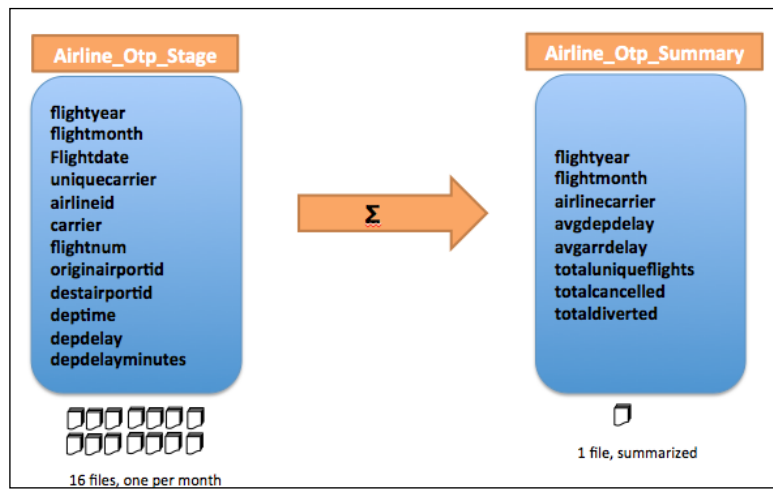 Airline_Otp_Stage
flightyear
flightmonth
Flightdate
uniquecarrier
airlineid
carrier
flightnum
originairportid
destairportid
deptime
depdelay
depdelayminutes
16 files, one per month
Σ
Airline_Otp_Summary
flightyear
flightmonth
airlinecarrier
avgdepdelay
avgarrdelay
totaluniqueflights
totalcancelled
totaldiverted
1 file, summarized